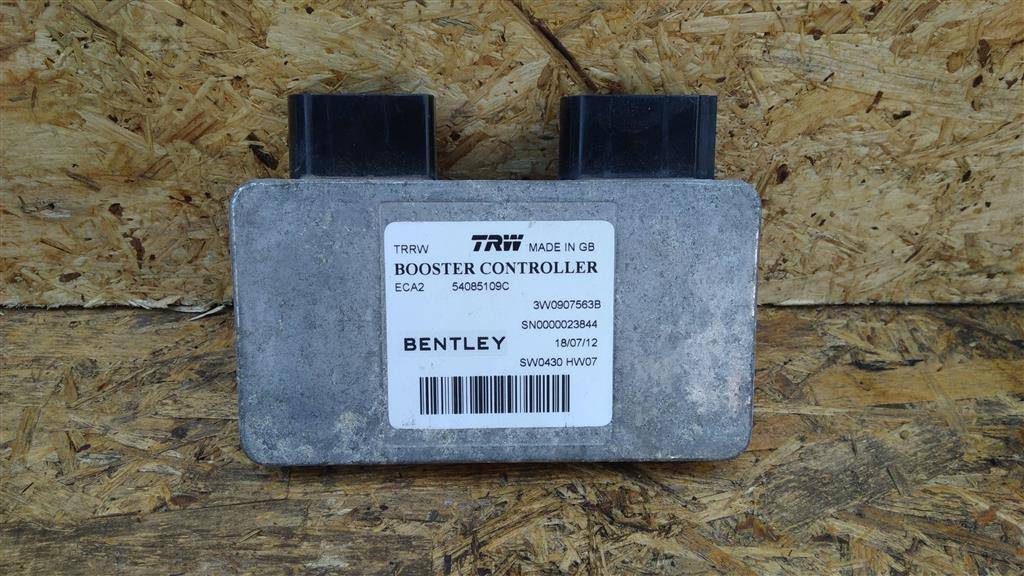 TRRW TRW MADE IN GB
BOOSTER CONTROLLER
ECA2 54085109C
3W0907563B
SN0000023844
BENTLEY 18/07/12
SW0430 HW07